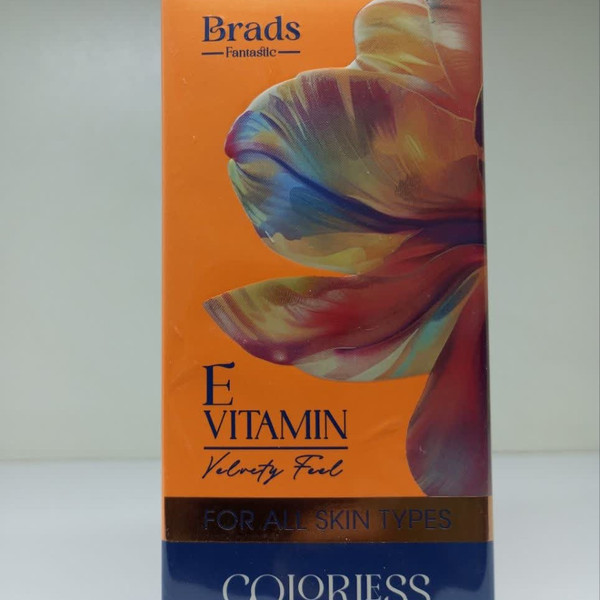 Brads
Fantastic
E
VITAMIN
Velvety Feel
FOR ALL SKIN TYPES
COLORLESS